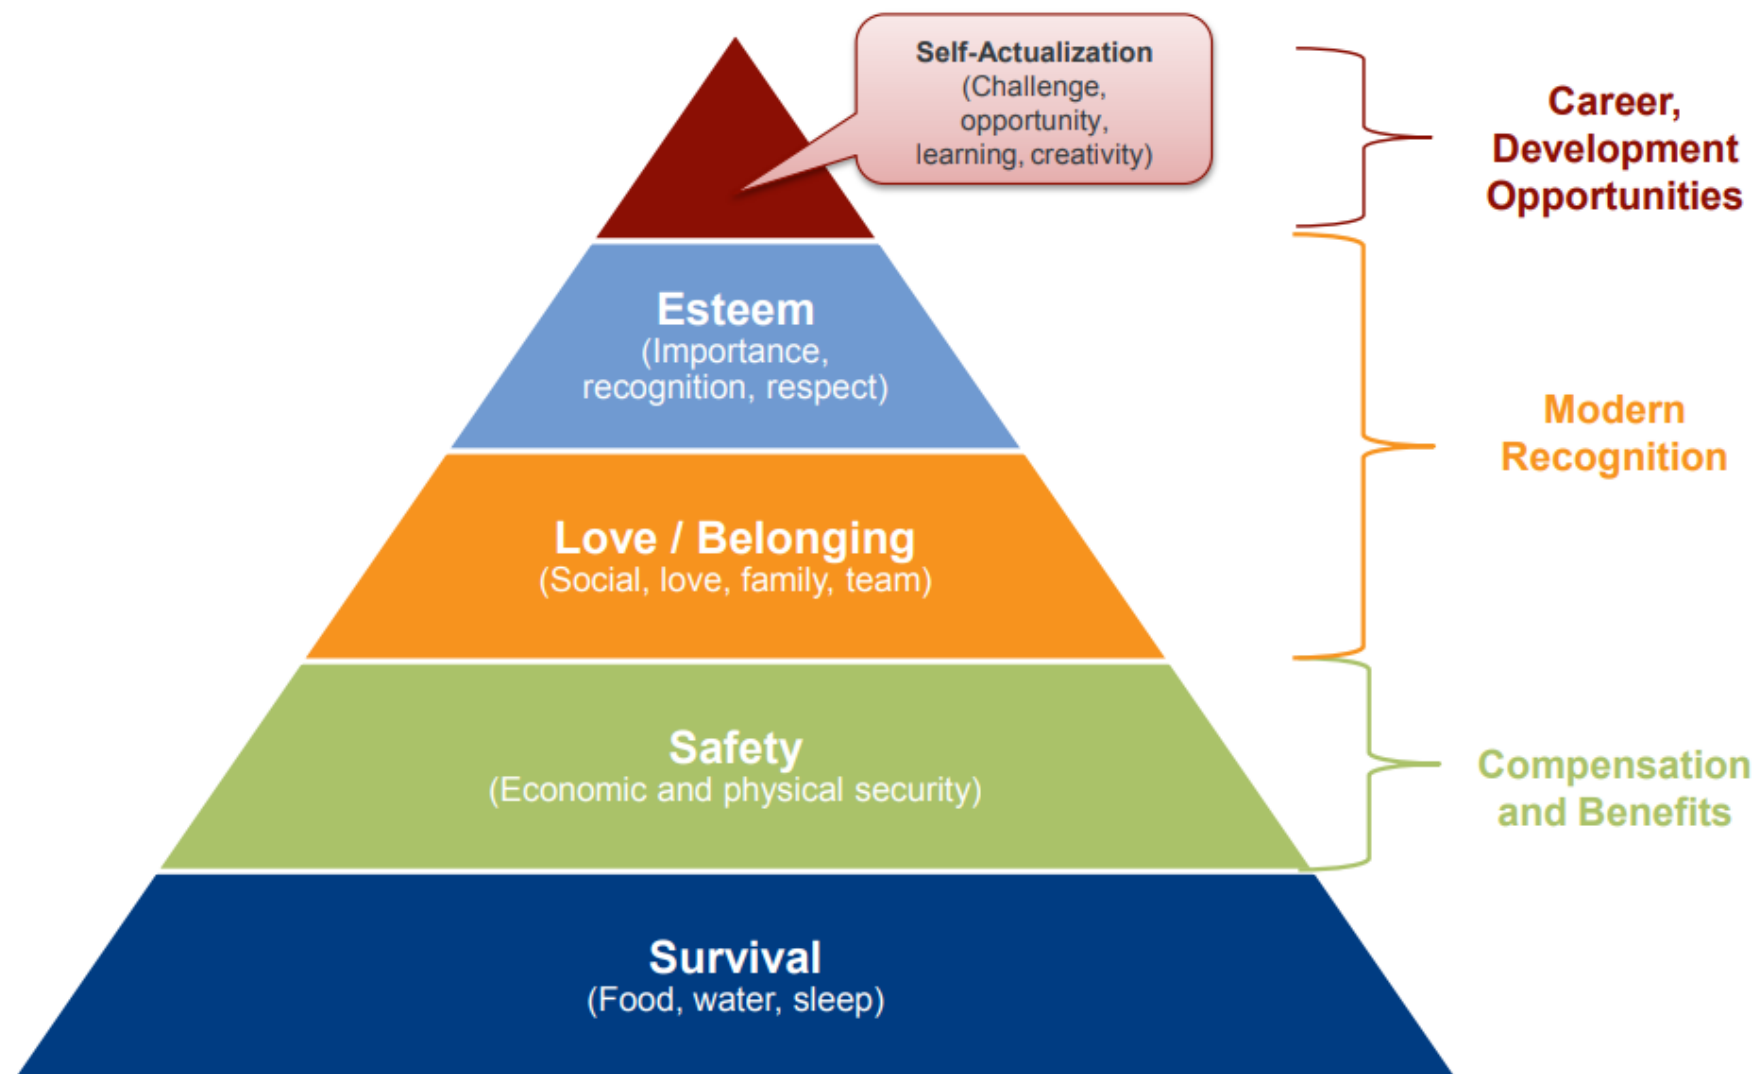 Self-Actualization
(Challenge,
opportunity,
learning, creativity)
Career,
Development
Opportunities
Esteem
(Importance,
recognition, respect)
Modern
Recognition
Love / Belonging
(Social, love, family, team)
Safety
(Economic and physical security)
Compensation
and Benefits
Survival
(Food, water, sleep)